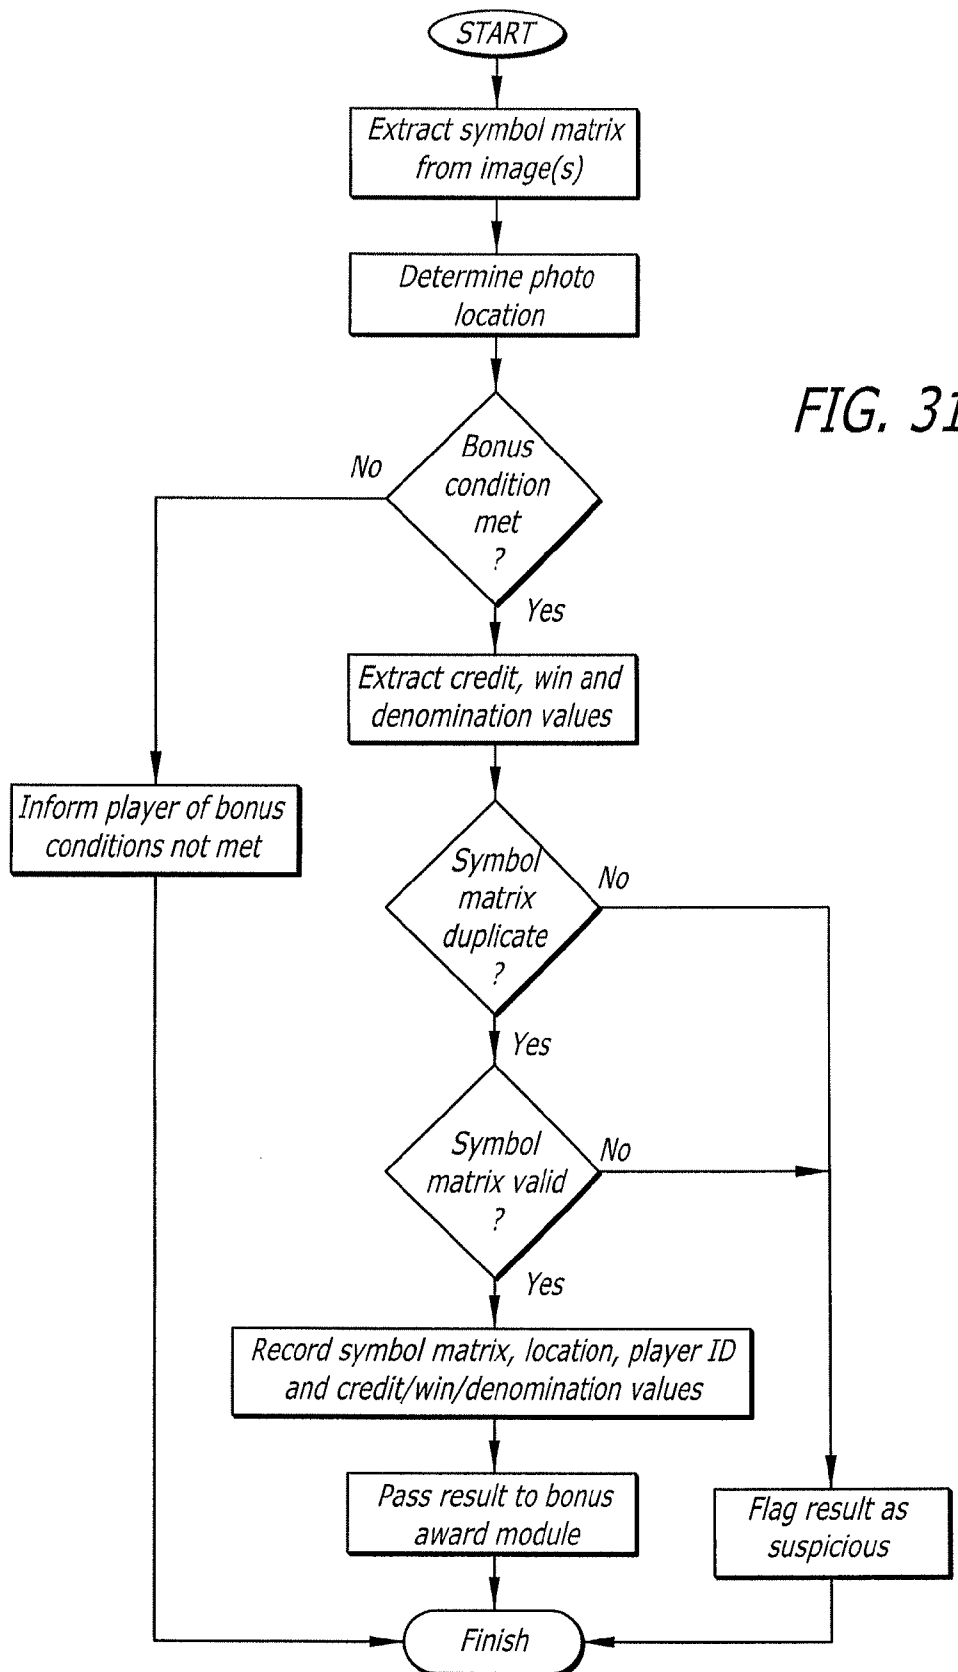 START
Extract symbol matrix
from image(s)
Determine photo
location
FIG. 31
Bonus
condition
met
?
No
Yes
Extract credit, win and
denomination values
Inform player of bonus
conditions not met
Symbol
matrix
duplicate
?
No
Yes
Symbol
matrix valid
?
No
Yes
Record symbol matrix, location, player ID
and credit/win/denomination values
Pass result to bonus
award module
Flag result as
suspicious
Finish